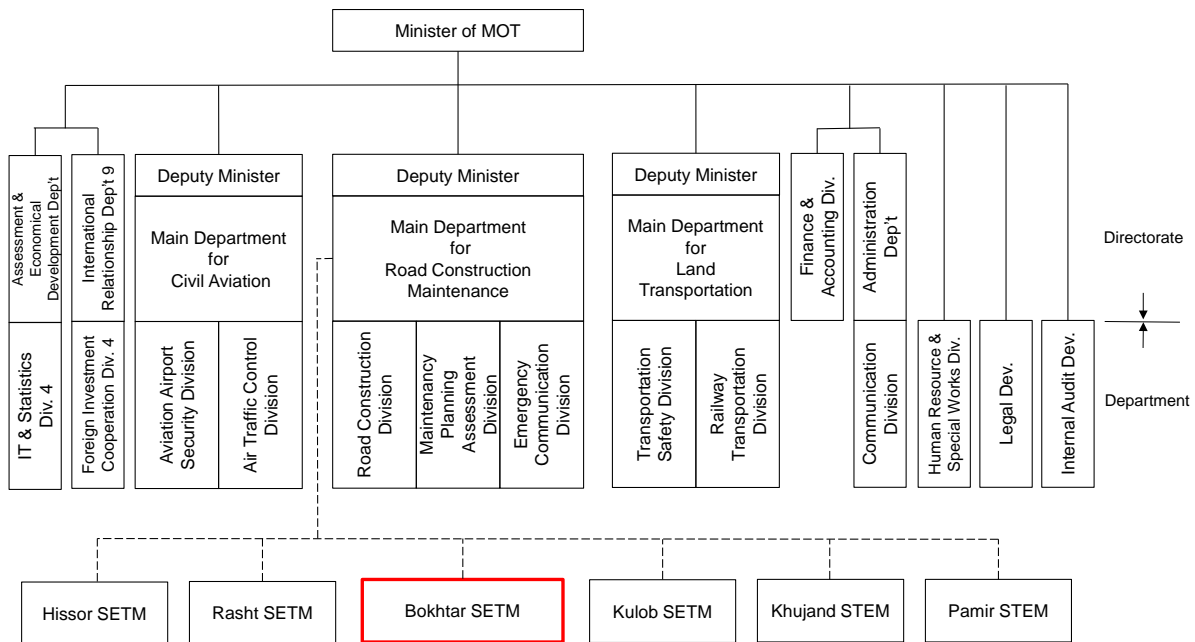 Minister of MOT
Assessment &
Economical
Development Dep't
International
Relationship Dep't 9
Deputy Minister
Main Department
for
Civil Aviation
Deputy Minister
Main Department
for
Road Construction
Maintenance
Deputy Minister
Main Department
for
Land
Transportation
Finance &
Accounting Div.
Administration
Dep't
Directorate
IT & Statistics
Div. 4
Foreign Investment
Cooperation Div. 4
Aviation Airport
Security Division
Air Traffic Control
Division
Road Construction
Division
Maintenancy
Planning
Assessment
Division
Emergency
Communication
Division
Transportation
Safety Division
Railway
Transportation
Division
Communication
Division
Human Resource &
Special Works Div.
Legal Dev.
Internal Audit Dev.
Department
Hissor SETM
Rasht SETM
Bokhtar SETM
Kulob SETM
Khujand STEM
Pamir STEM